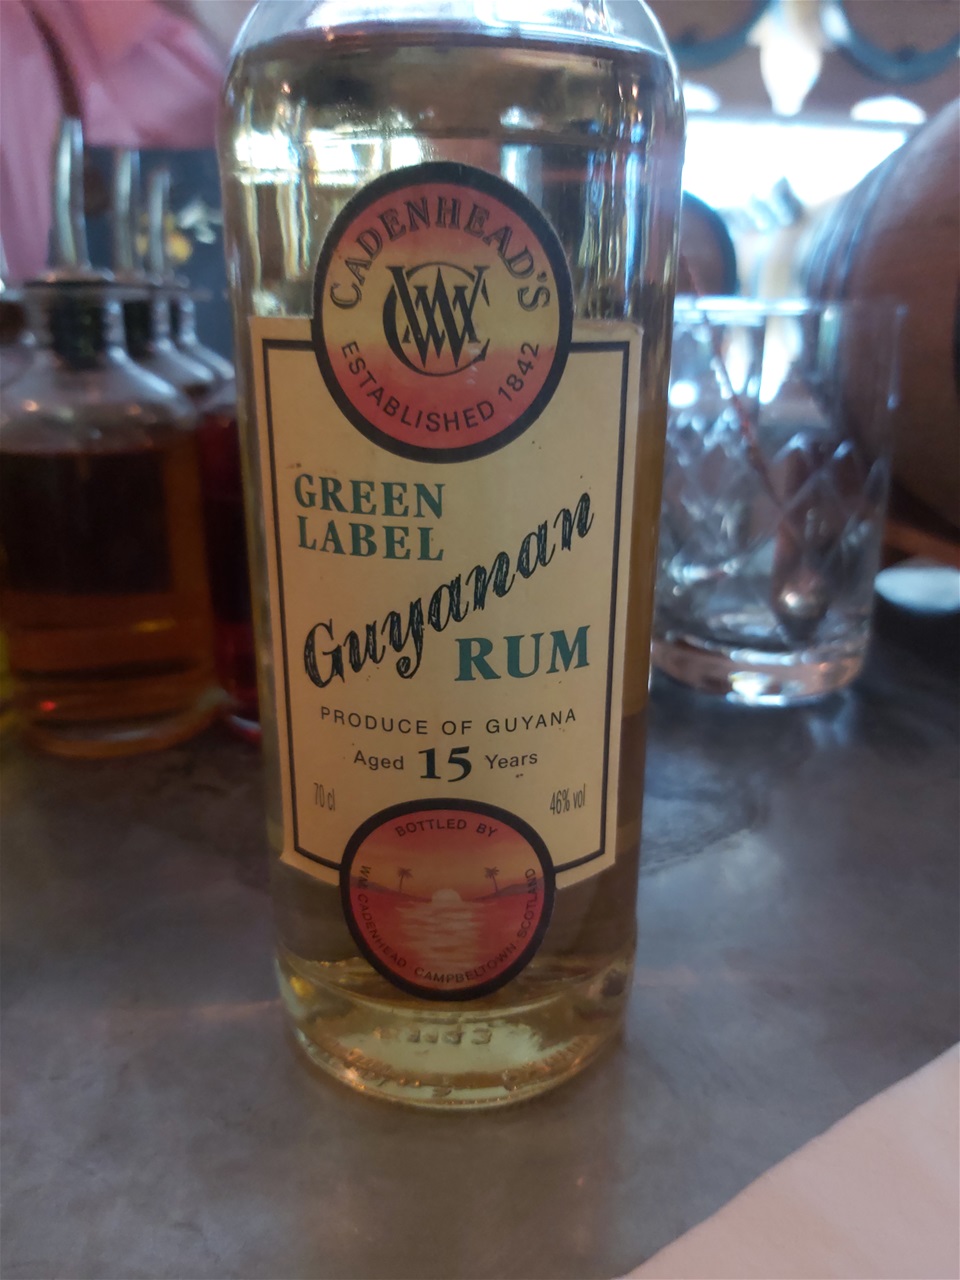 CADENHEAD'S
WC
ESTABLISHED 1842
GREEN
LABEL
Guyanan
RUM
PRODUCE OF GUYANA
Aged 15 Years
70 cl
46% vol
BOTTLED BY
WM. CADENHEAD CAMPBELTOWN - SCOTLAND